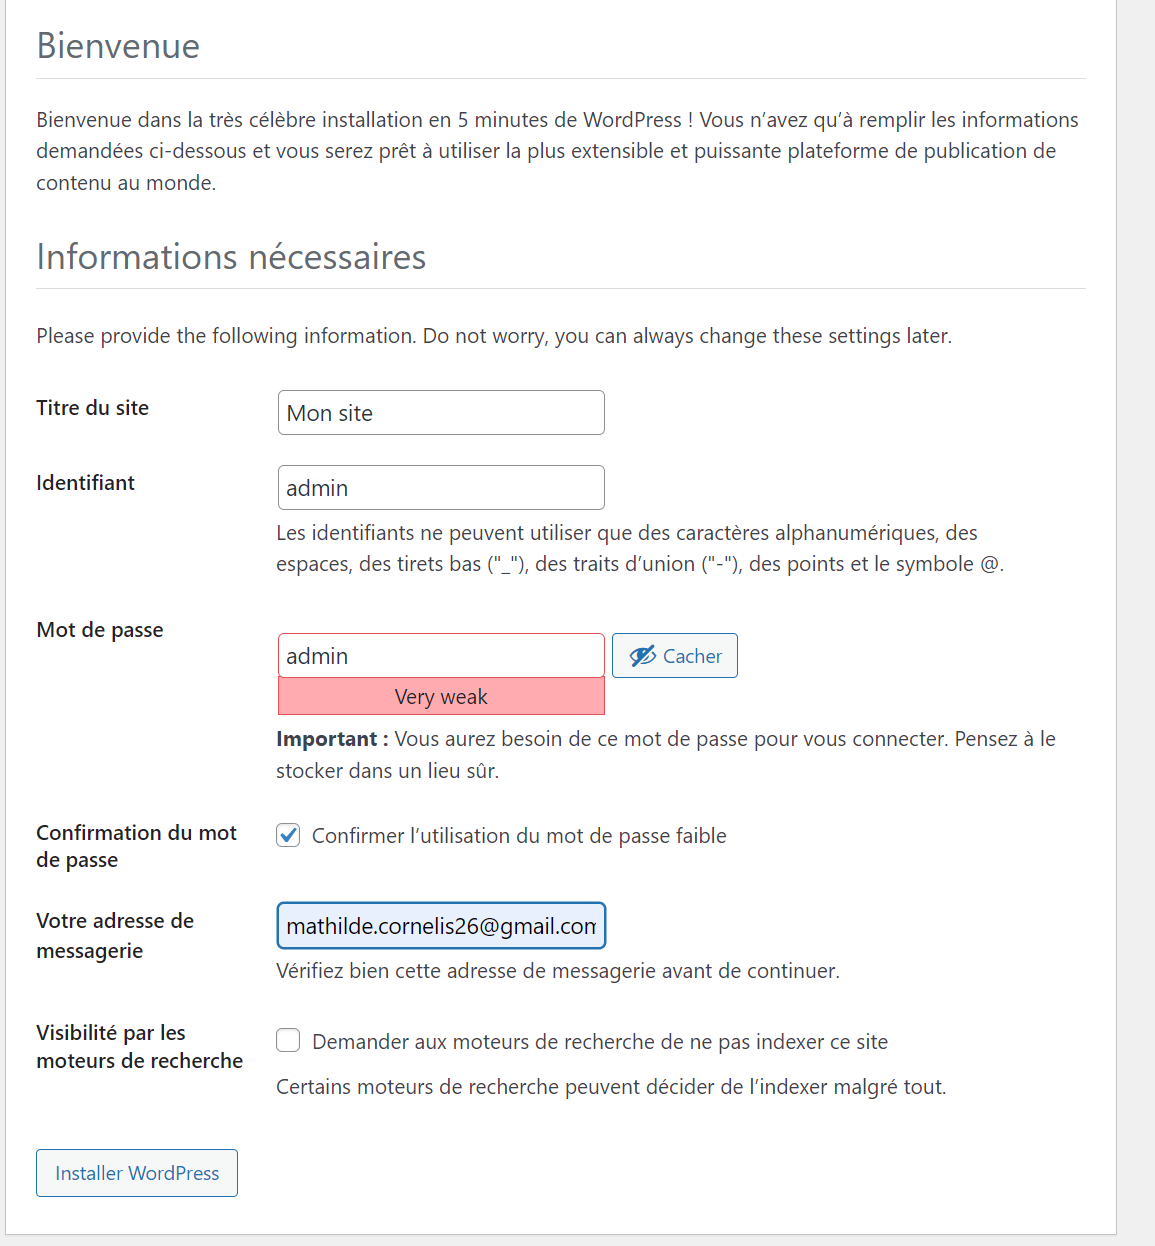 Bienvenue
Bienvenue dans la très célèbre installation en 5 minutes de WordPress ! Vous n’avez qu’à remplir les informations
demandées ci-dessous et vous serez prêt à utiliser la plus extensible et puissante plateforme de publication de
contenu au monde.
Informations nécessaires
Please provide the following information. Do not worry, you can always change these settings later.
Titre du site
Mon site
Identifiant
admin
Les identifiants ne peuvent utiliser que des caractères alphanumériques, des
espaces, des tirets bas ("_"), des traits d’union ("-"), des points et le symbole @.
Mot de passe
admin
Cacher
Very weak
Important : Vous aurez besoin de ce mot de passe pour vous connecter. Pensez à le
stocker dans un lieu sûr.
Confirmation du mot
de passe
Confirmer l’utilisation du mot de passe faible
Votre adresse de
messagerie
mathilde.cornelis26@gmail.com
Vérifiez bien cette adresse de messagerie avant de continuer.
Visibilité par les
moteurs de recherche
Demander aux moteurs de recherche de ne pas indexer ce site
Certains moteurs de recherche peuvent décider de l’indexer malgré tout.
Installer WordPress